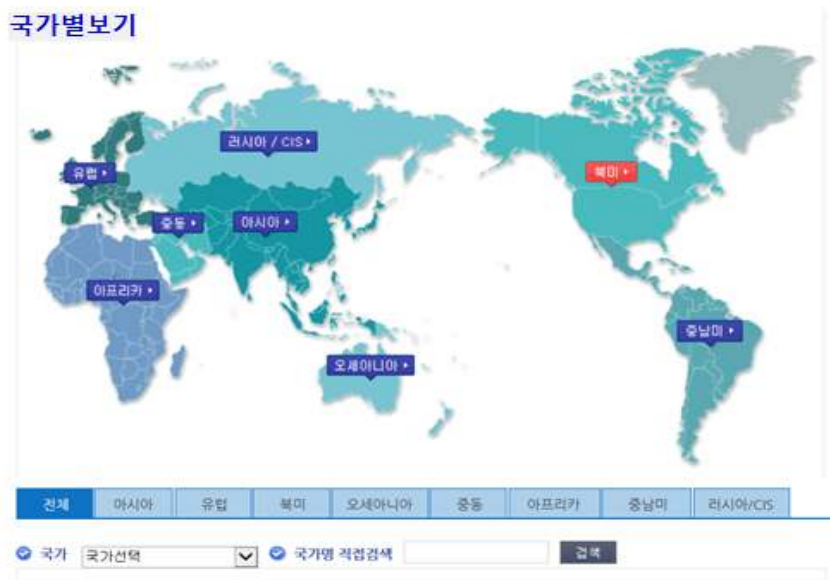 국가별보기
러시아 / CIS
유럽
북미
중동
아시아
아프리카
중남미
오세아니아
전체 아시아 유럽 북미 오세아니아 중동 아프리카 중남미 러시아/CIS
국가 국가선택 국가명 직접검색 검색